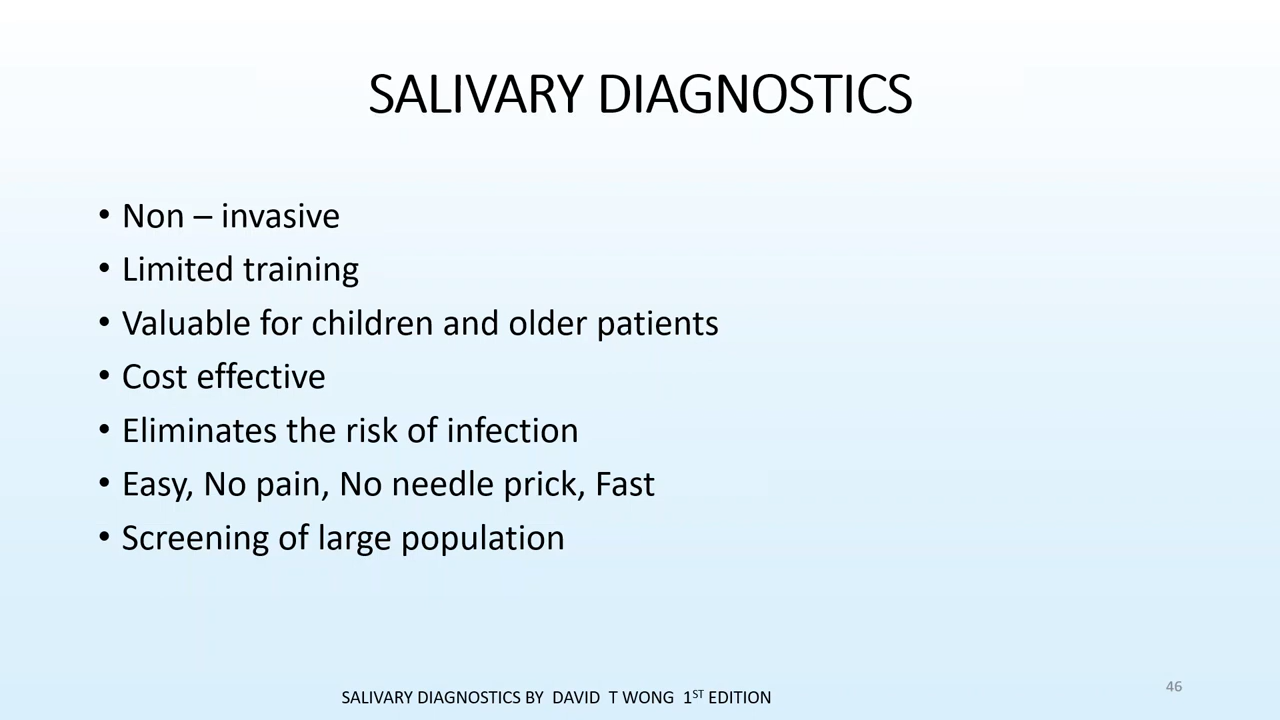 SALIVARY DIAGNOSTICS
• Non – invasive
• Limited training
• Valuable for children and older patients
• Cost effective
• Eliminates the risk of infection
• Easy, No pain, No needle prick, Fast
• Screening of large population
SALIVARY DIAGNOSTICS BY DAVID T WONG 1ST EDITION
46